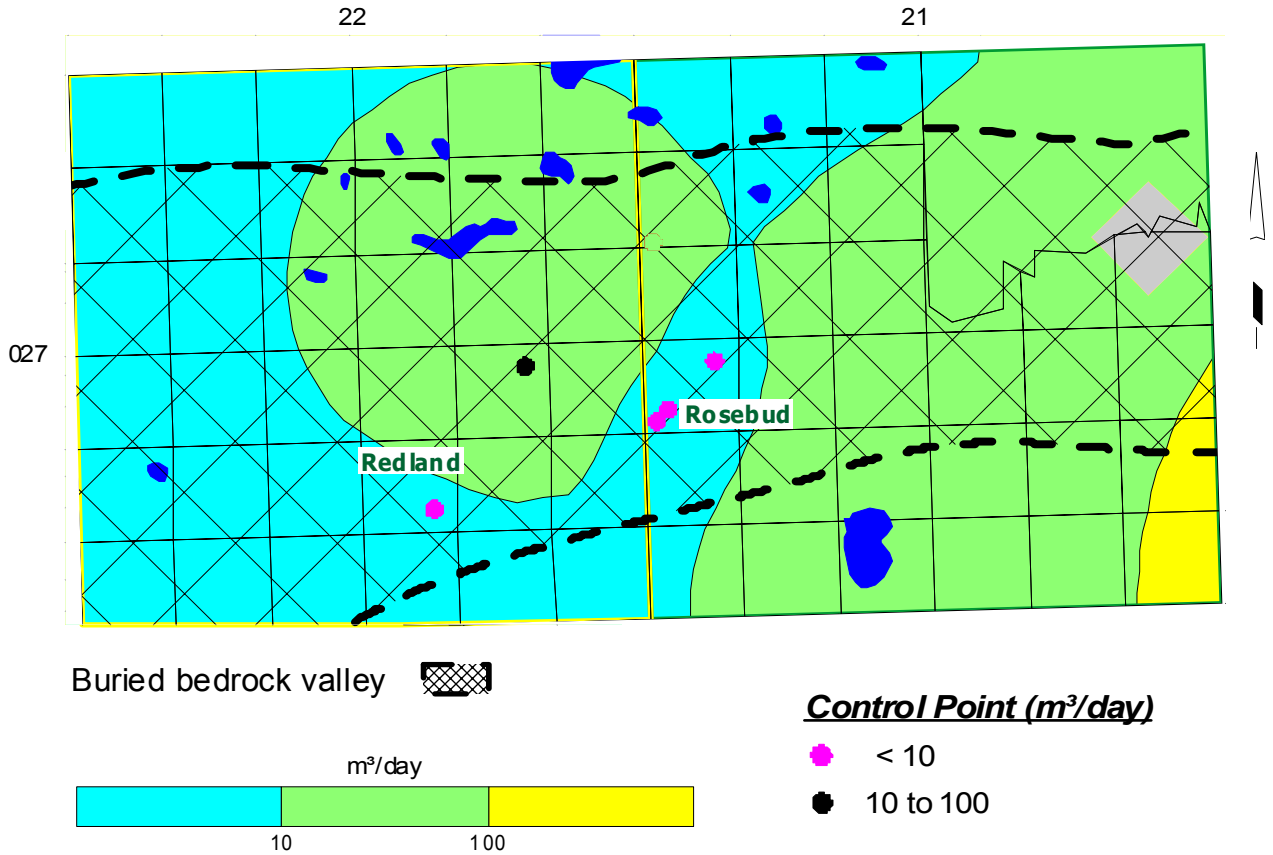 22
21
027
Rosebud
Redland
Buried bedrock valley
Control Point (m³/day)
< 10
10 to 100
m³/day
10
100